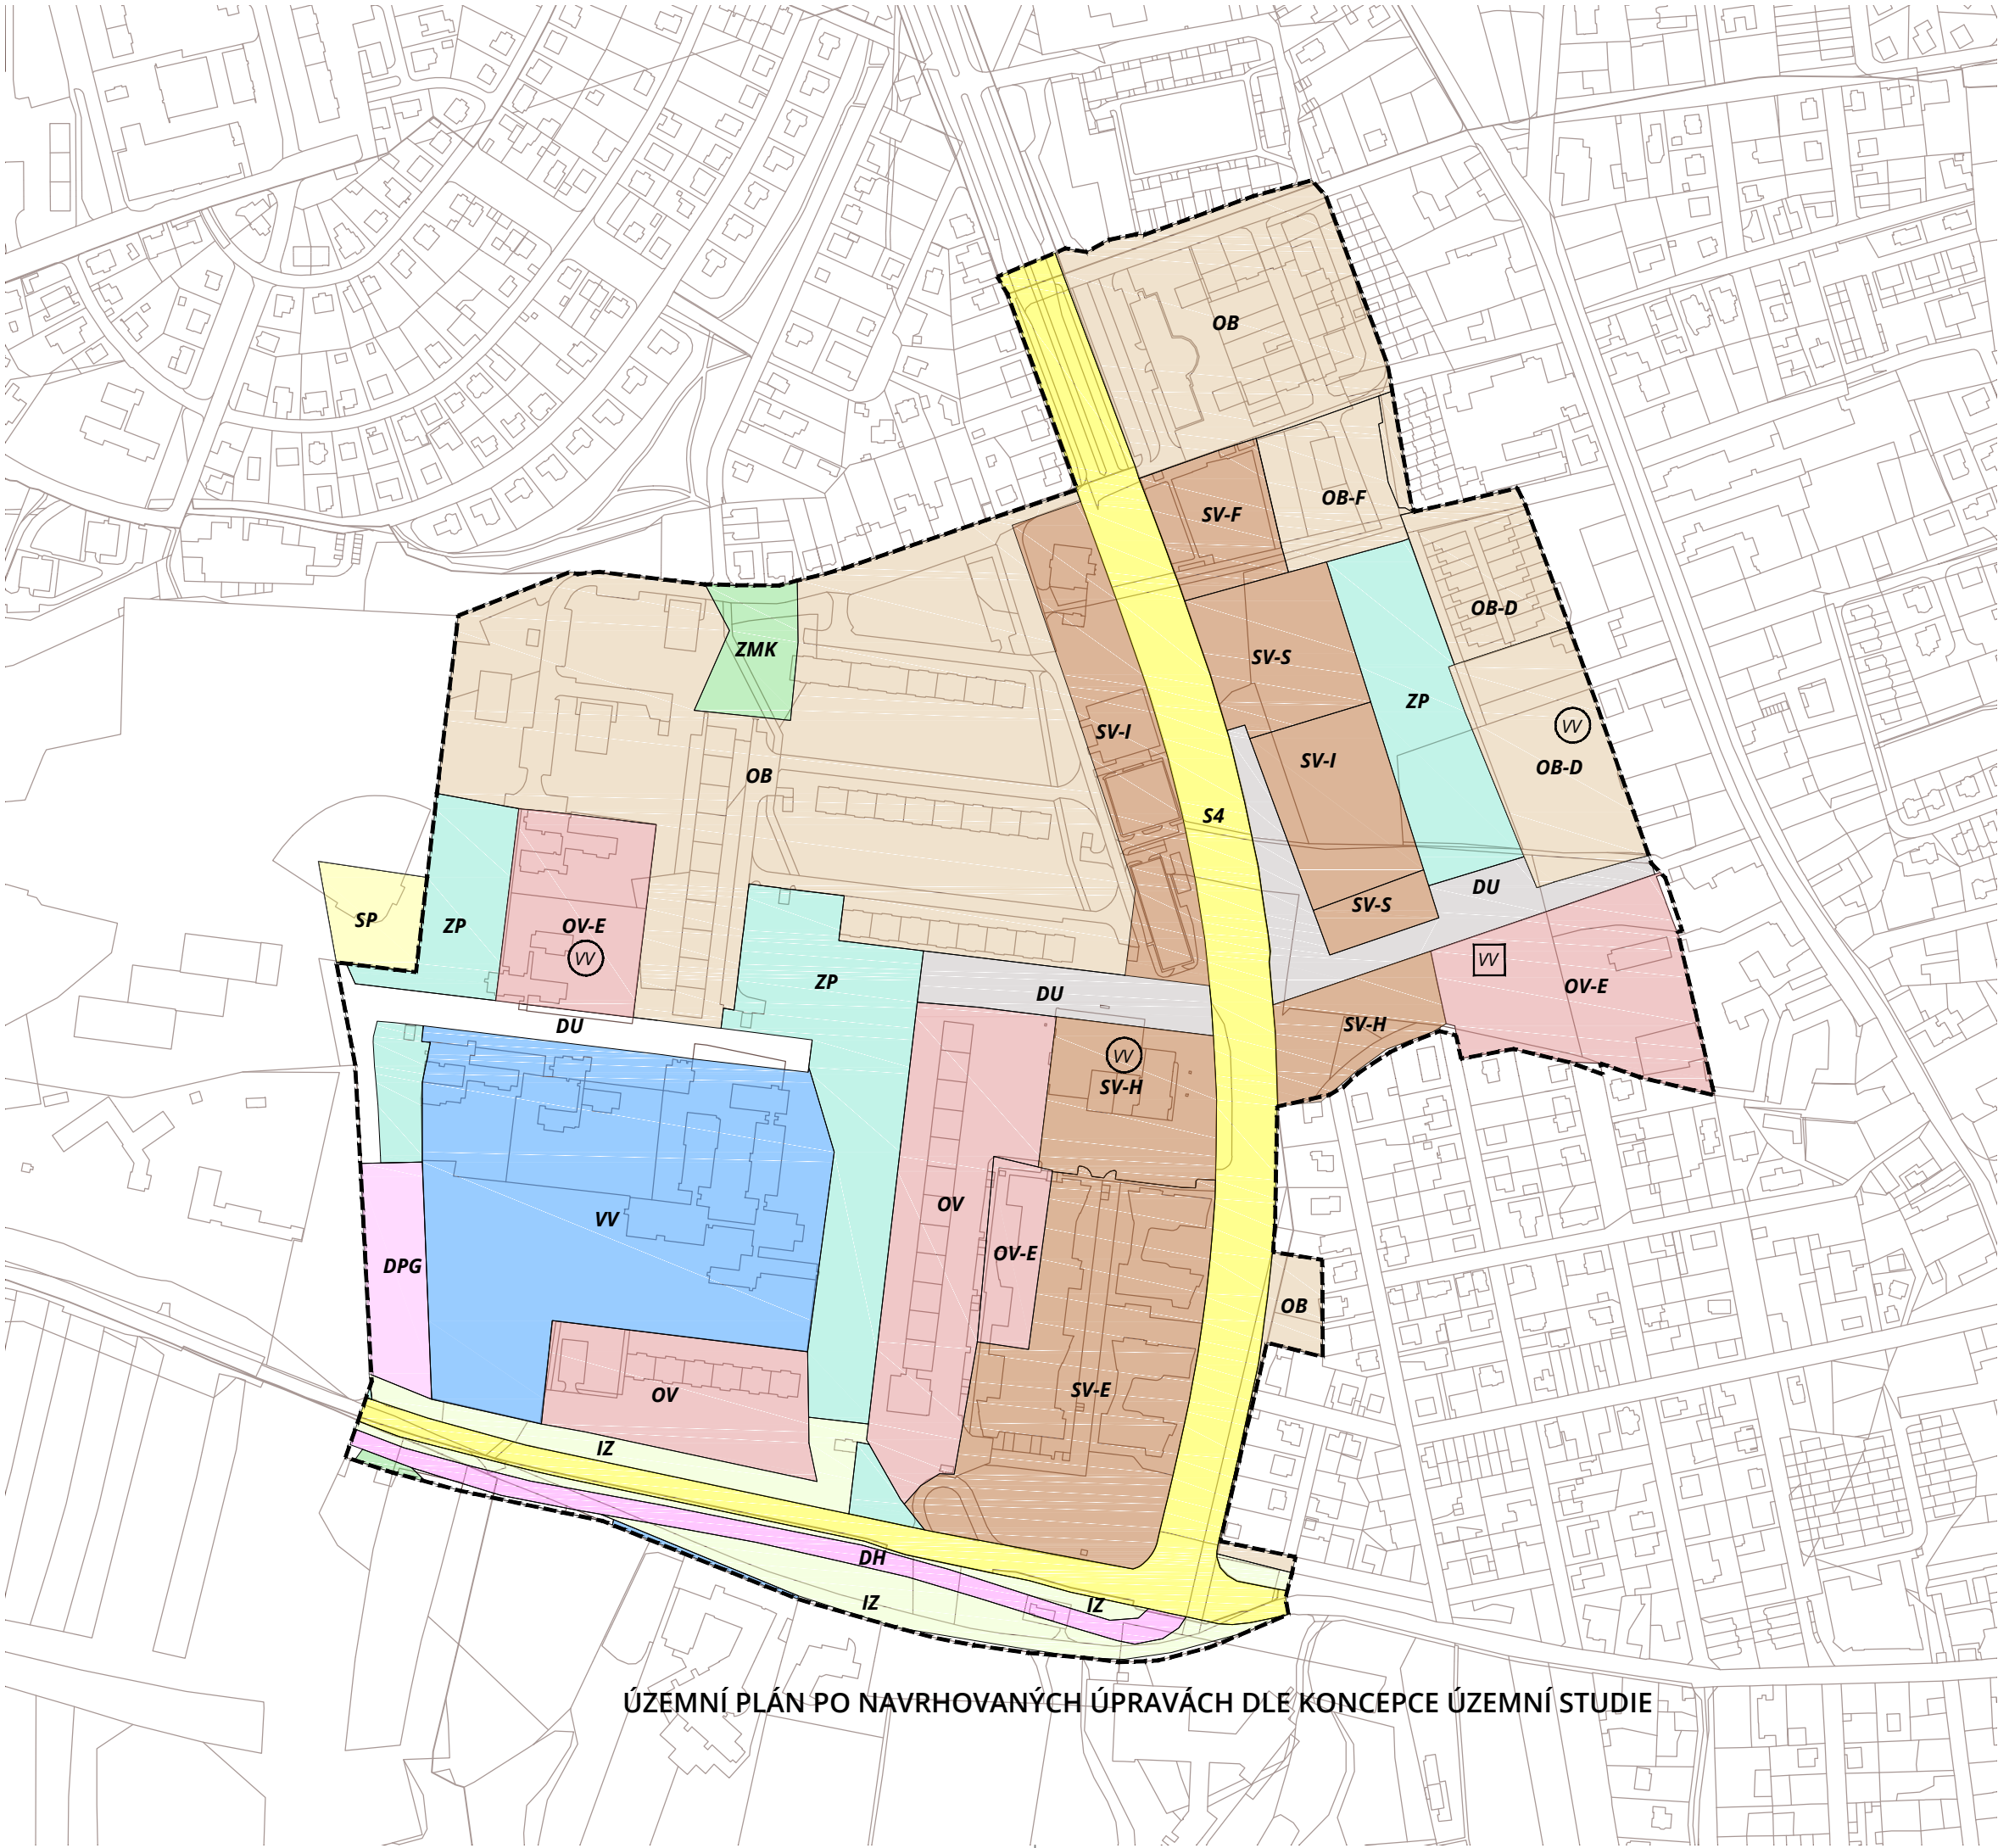 OB
OB-F
SV-F
OB-D
ZMK
SV-S
ZP
VV
SV-I
SV-I
OB-D
OB
S4
DU
SV-S
SP
ZP
OV-E
VV
VV
ZP
OV-E
DU
DU
SV-H
VV
SV-H
OV
VV
OV-E
DPG
OB
SV-E
OV
IZ
DH
IZ
IZ
ÚZEMNÍ PLÁN PO NAVRHOVANÝCH ÚPRAVÁCH DLE KONCEPCE ÚZEMNÍ STUDIE